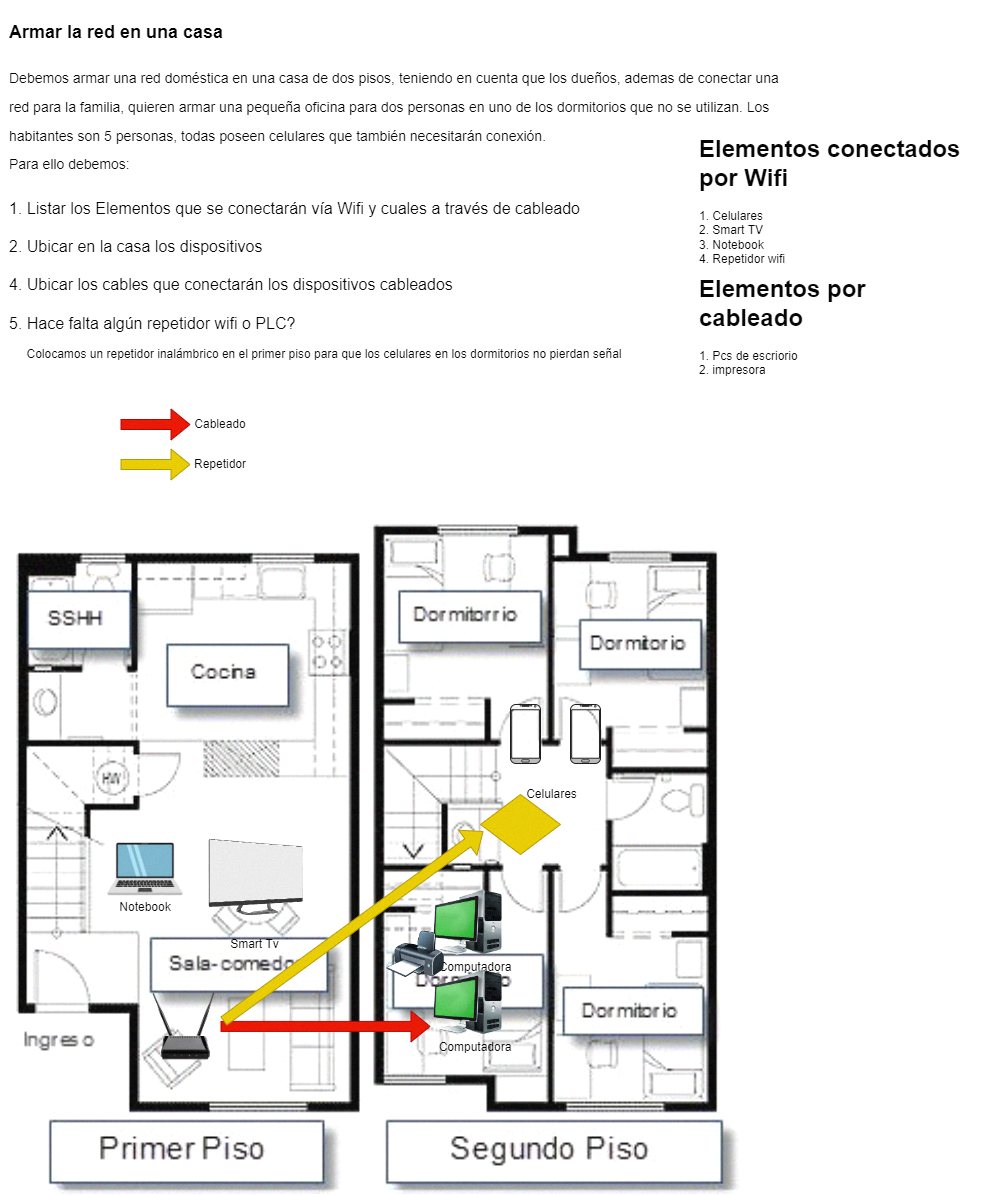 Armar la red en una casa
Debemos armar una red doméstica en una casa de dos pisos, teniendo en cuenta que los dueños, ademas de conectar una
red para la familia, quieren armar una pequeña oficina para dos personas en uno de los dormitorios que no se utilizan. Los
habitantes son 5 personas, todas poseen celulares que también necesitarán conexión.
Para ello debemos:
1. Listar los Elementos que se conectarán vía Wifi y cuales a través de cableado
2. Ubicar en la casa los dispositivos
4. Ubicar los cables que conectarán los dispositivos cableados
5. Hace falta algún repetidor wifi o PLC?
Colocamos un repetidor inalámbrico en el primer piso para que los celulares en los dormitorios no pierdan señal
Elementos conectados
por Wifi
1. Celulares
2. Smart TV
3. Notebook
4. Repetidor wifi
Elementos por
cableado
1. Pcs de escriorio
2. impresora
Cableado
Repetidor
SSHH
Cocina
HW
Notebook
Smart Tv
Sala-comedo
Ingreso
Primer Piso
Dormitorrio
Dormitorio
Celulares
Computadora
Computadora
Dormitorio
Segundo Piso